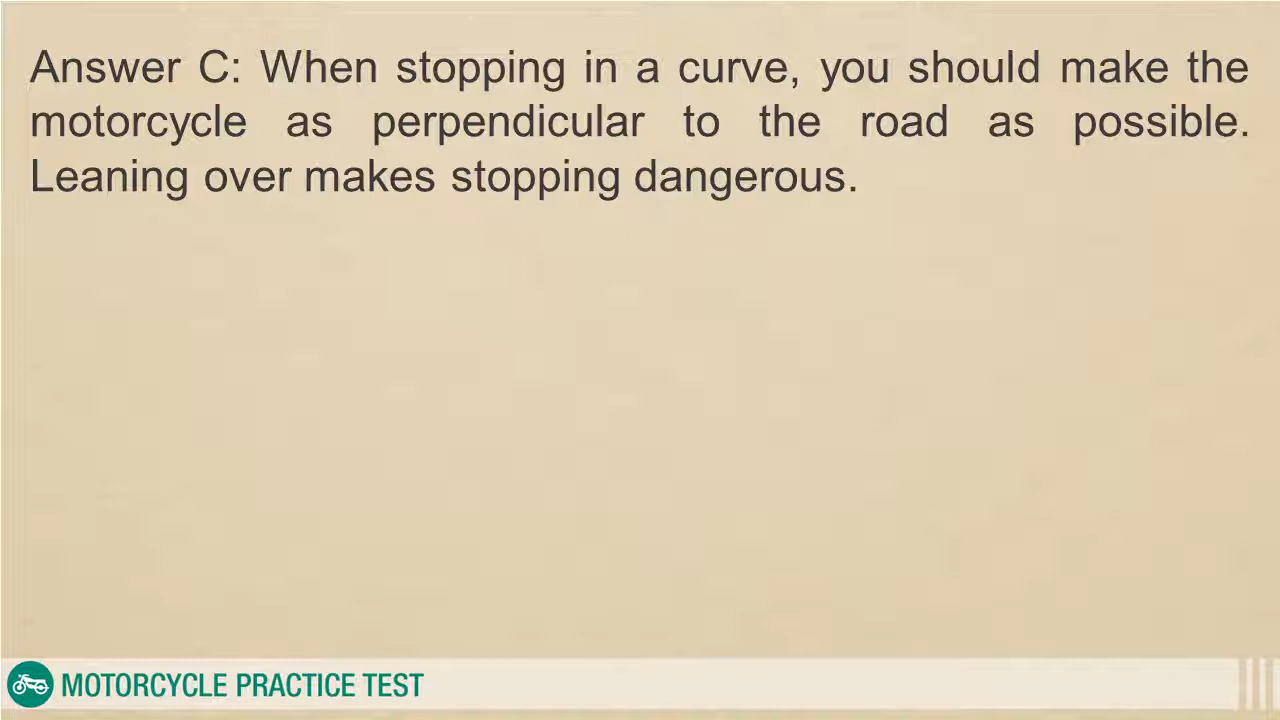 Answer C: When stopping in a curve, you should make the
motorcycle as perpendicular to the road as possible.
Leaning over makes stopping dangerous.
MOTORCYCLE PRACTICE TEST